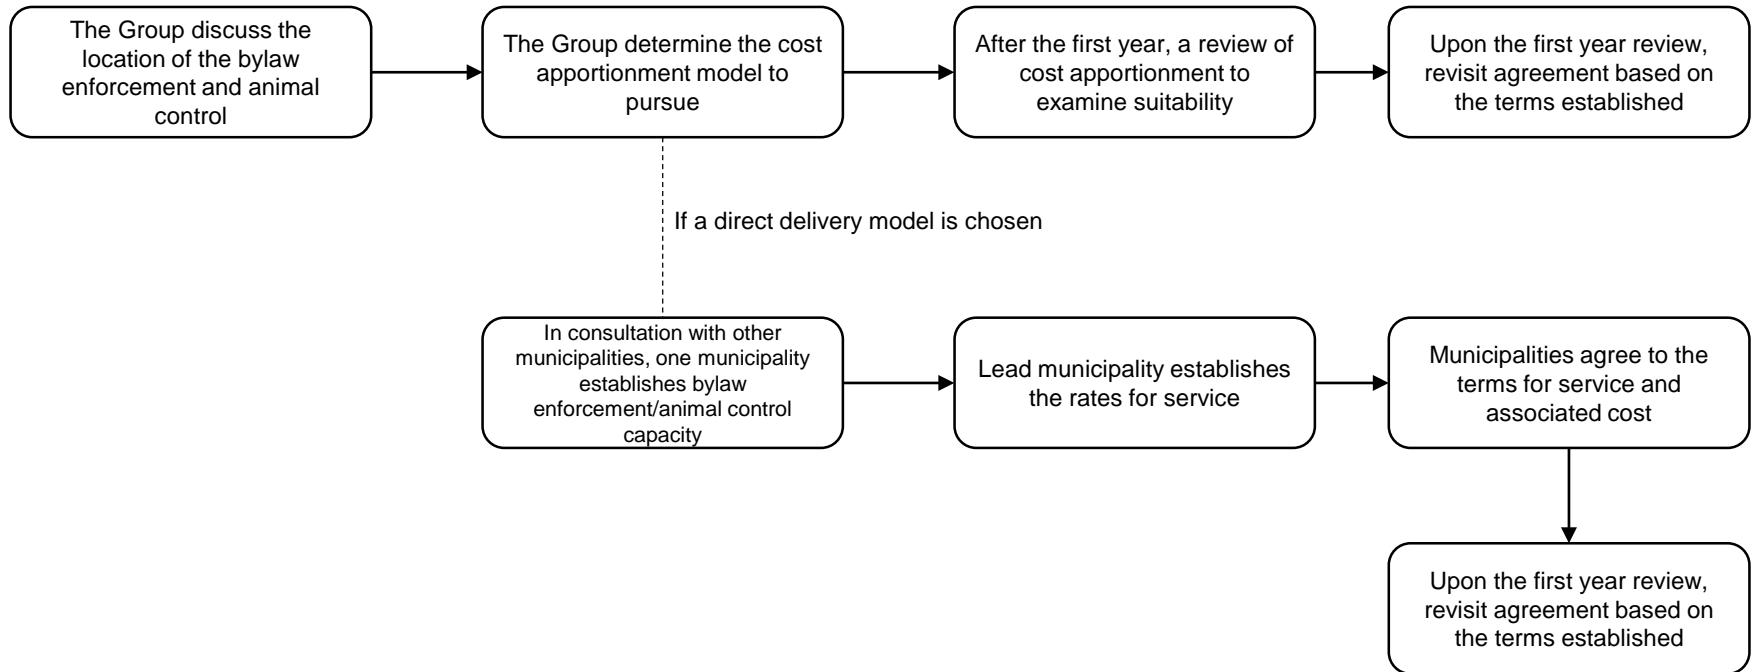 The Group discuss the
location of the bylaw
enforcement and animal
control
The Group determine the cost
apportionment model to
pursue
After the first year, a review of
cost apportionment to
examine suitability
Upon the first year review,
revisit agreement based on
the terms established
If a direct delivery model is chosen
In consultation with other
municipalities, one municipality
establishes bylaw
enforcement/animal control
capacity
Lead municipality establishes
the rates for service
Municipalities agree to the
terms for service and
associated cost
Upon the first year review,
revisit agreement based on
the terms established